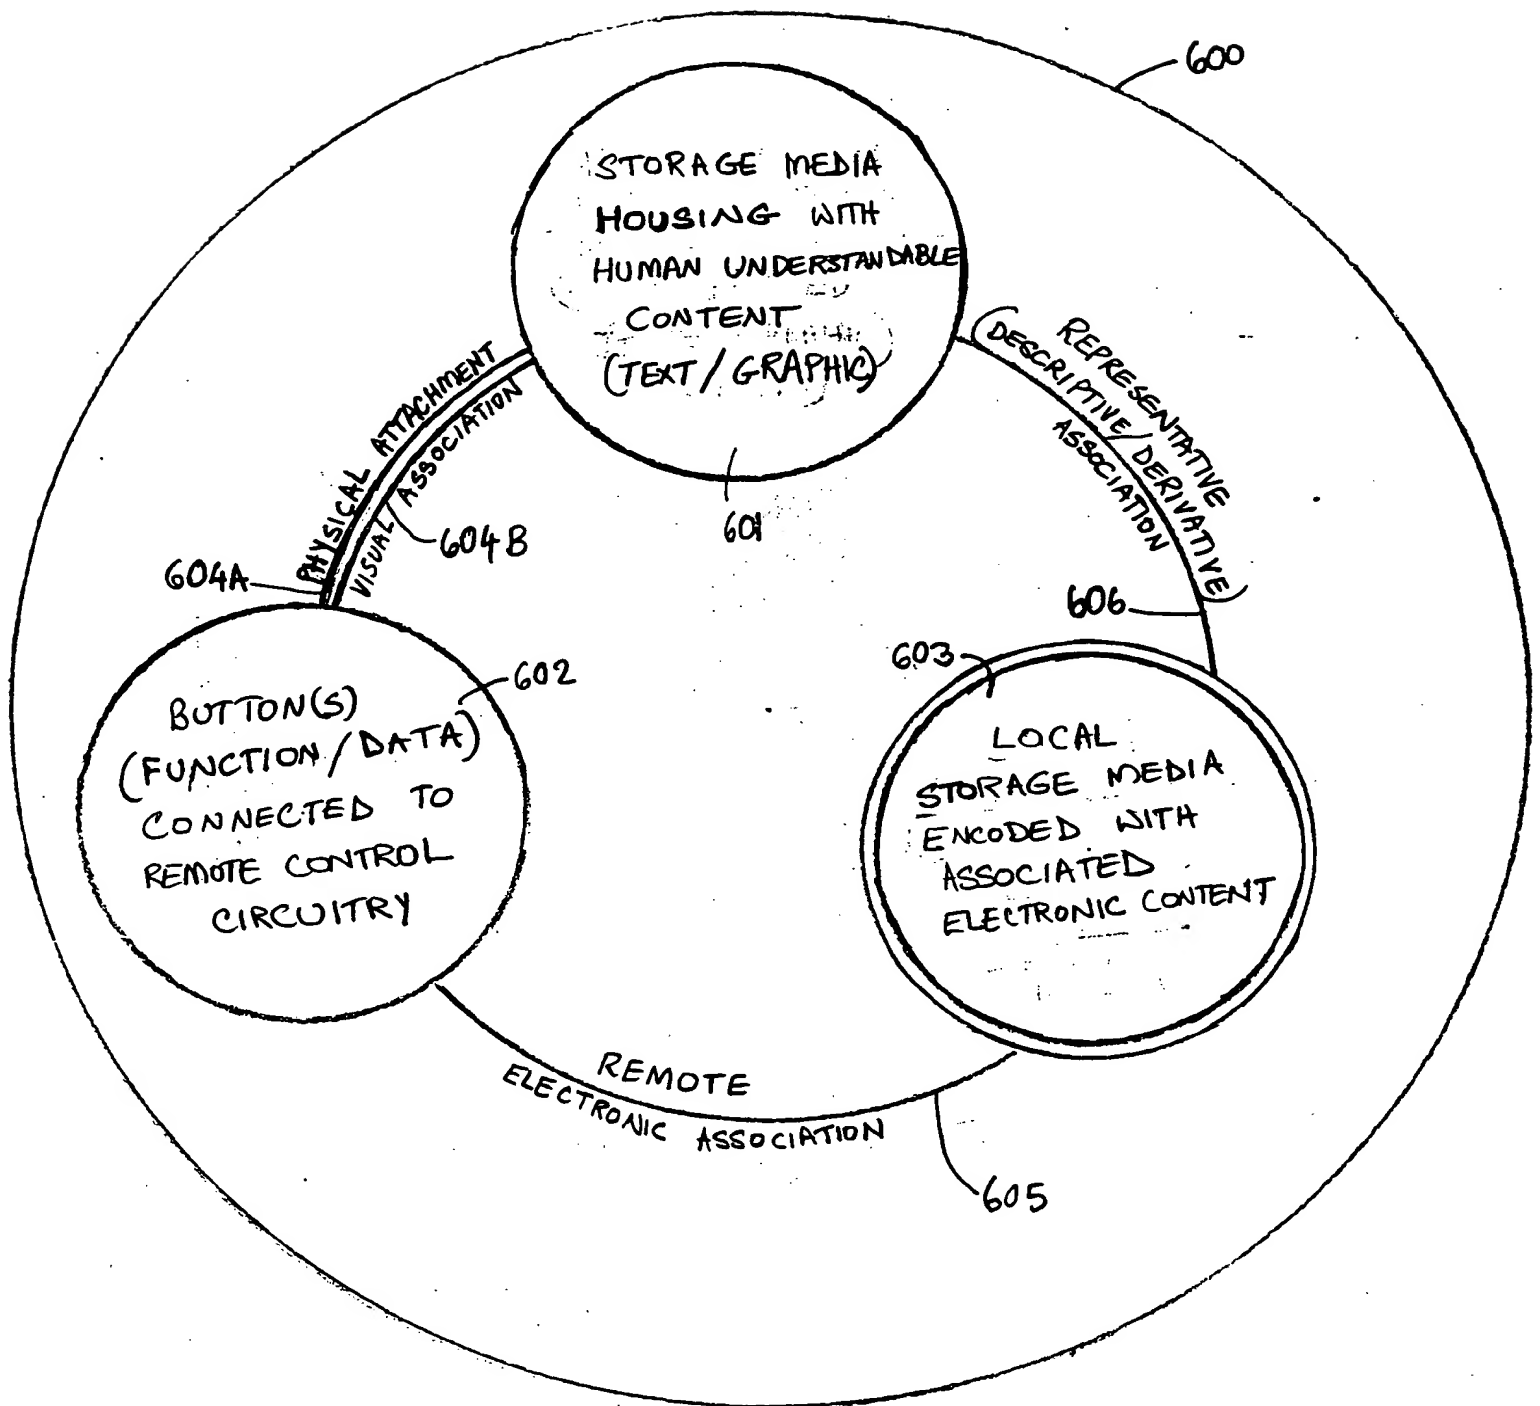 600
STORAGE MEDIA
HOUSING WITH
HUMAN UNDERSTANDABLE
CONTENT
(TEXT / GRAPHIC)
601
PHYSICAL ATTACHMENT
VISUAL ASSOCIATION
604A
604B
REPRESENTATIVE
(DESCRIPTIVE/DERIVATIVE)
ASSOCIATION
606
602
BUTTON(S)
(FUNCTION / DATA)
CONNECTED TO
REMOTE CONTROL
CIRCUITRY
603
LOCAL
STORAGE MEDIA
ENCODED WITH
ASSOCIATED
ELECTRONIC CONTENT
REMOTE
ELECTRONIC ASSOCIATION
605